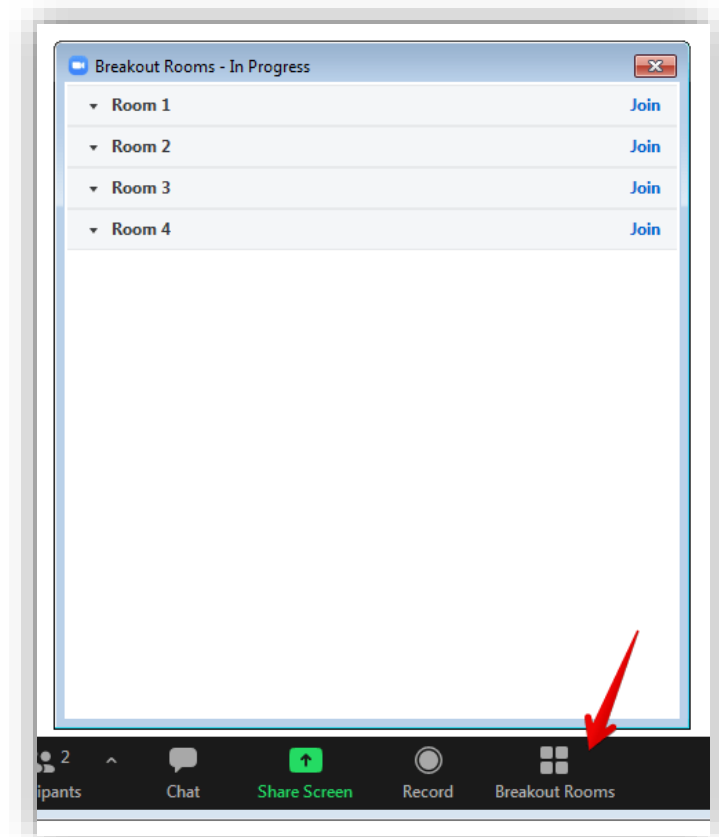 Breakout Rooms - In Progress
Room 1 Join
Room 2 Join
Room 3 Join
Room 4 Join
2
ipants Chat Share Screen Record Breakout Rooms